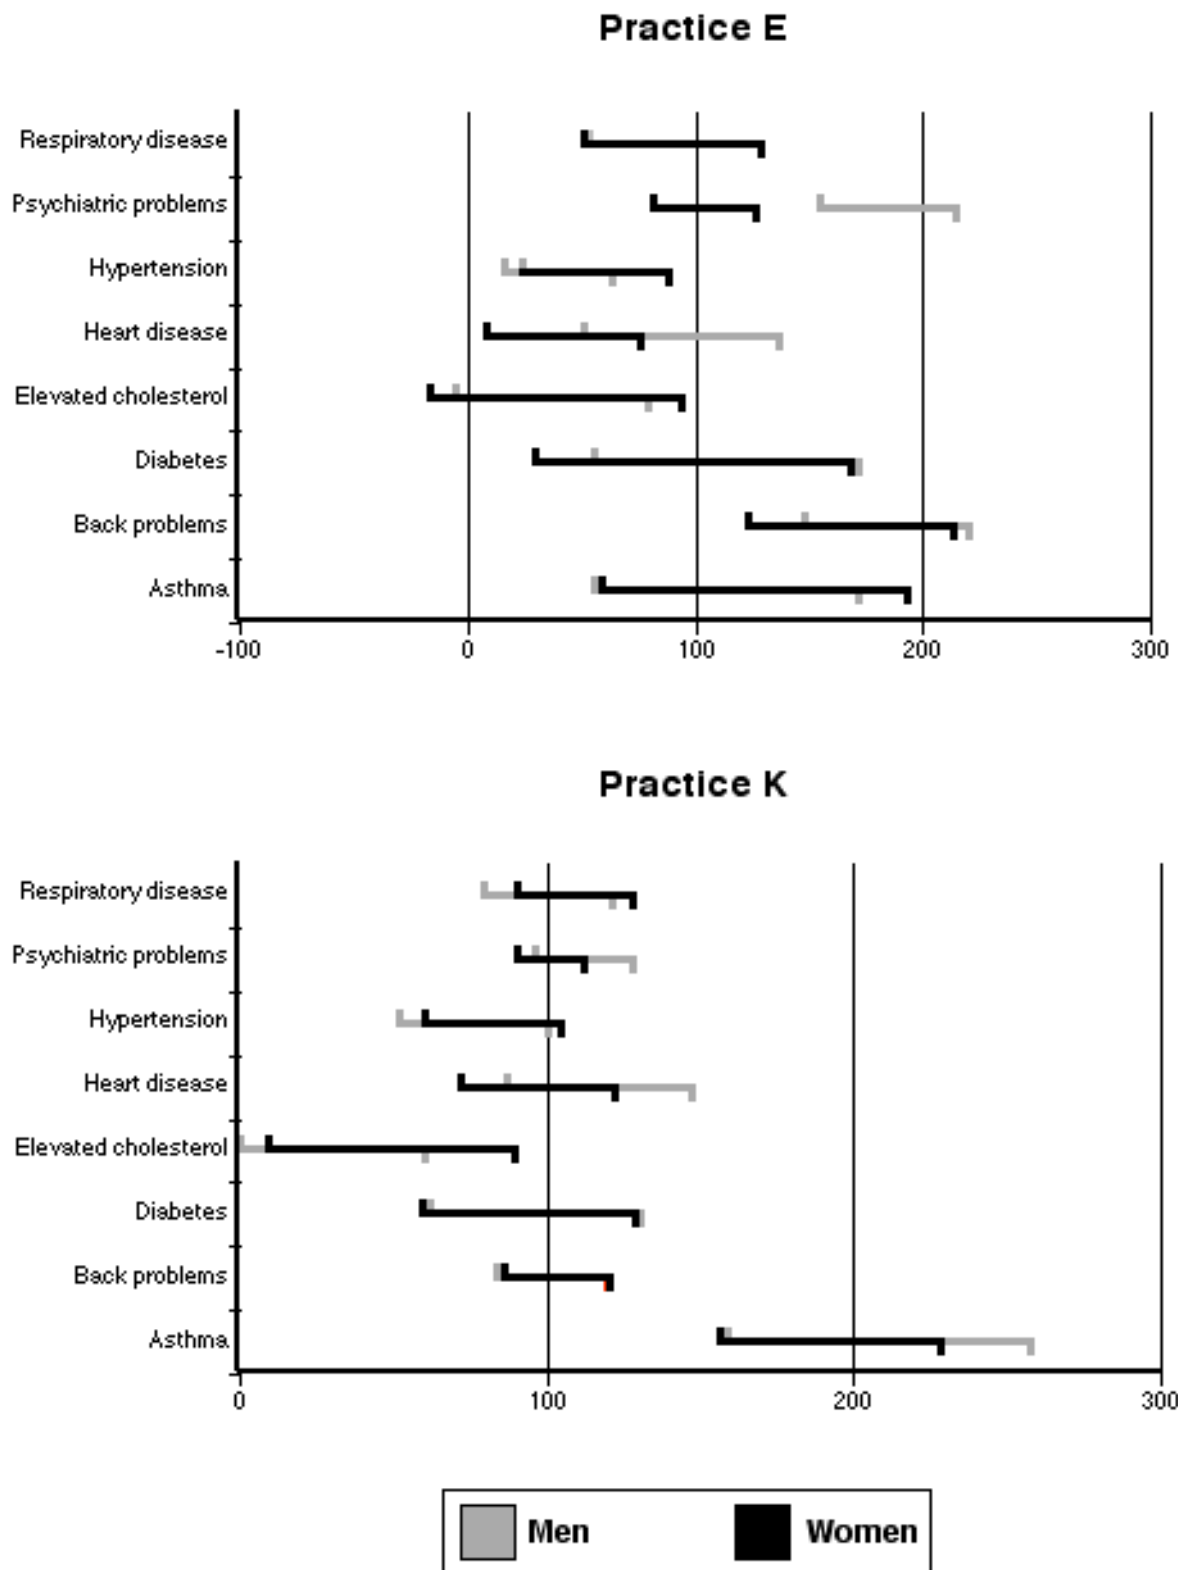 Practice E
Respiratory disease
Psychiatric problems
Hypertension
Heart disease
Elevated cholesterol
Diabetes
Back problems
Asthma
-100 0 100 200 300
Practice K
Respiratory disease
Psychiatric problems
Hypertension
Heart disease
Elevated cholesterol
Diabetes
Back problems
Asthma
0 100 200 300
Men Women